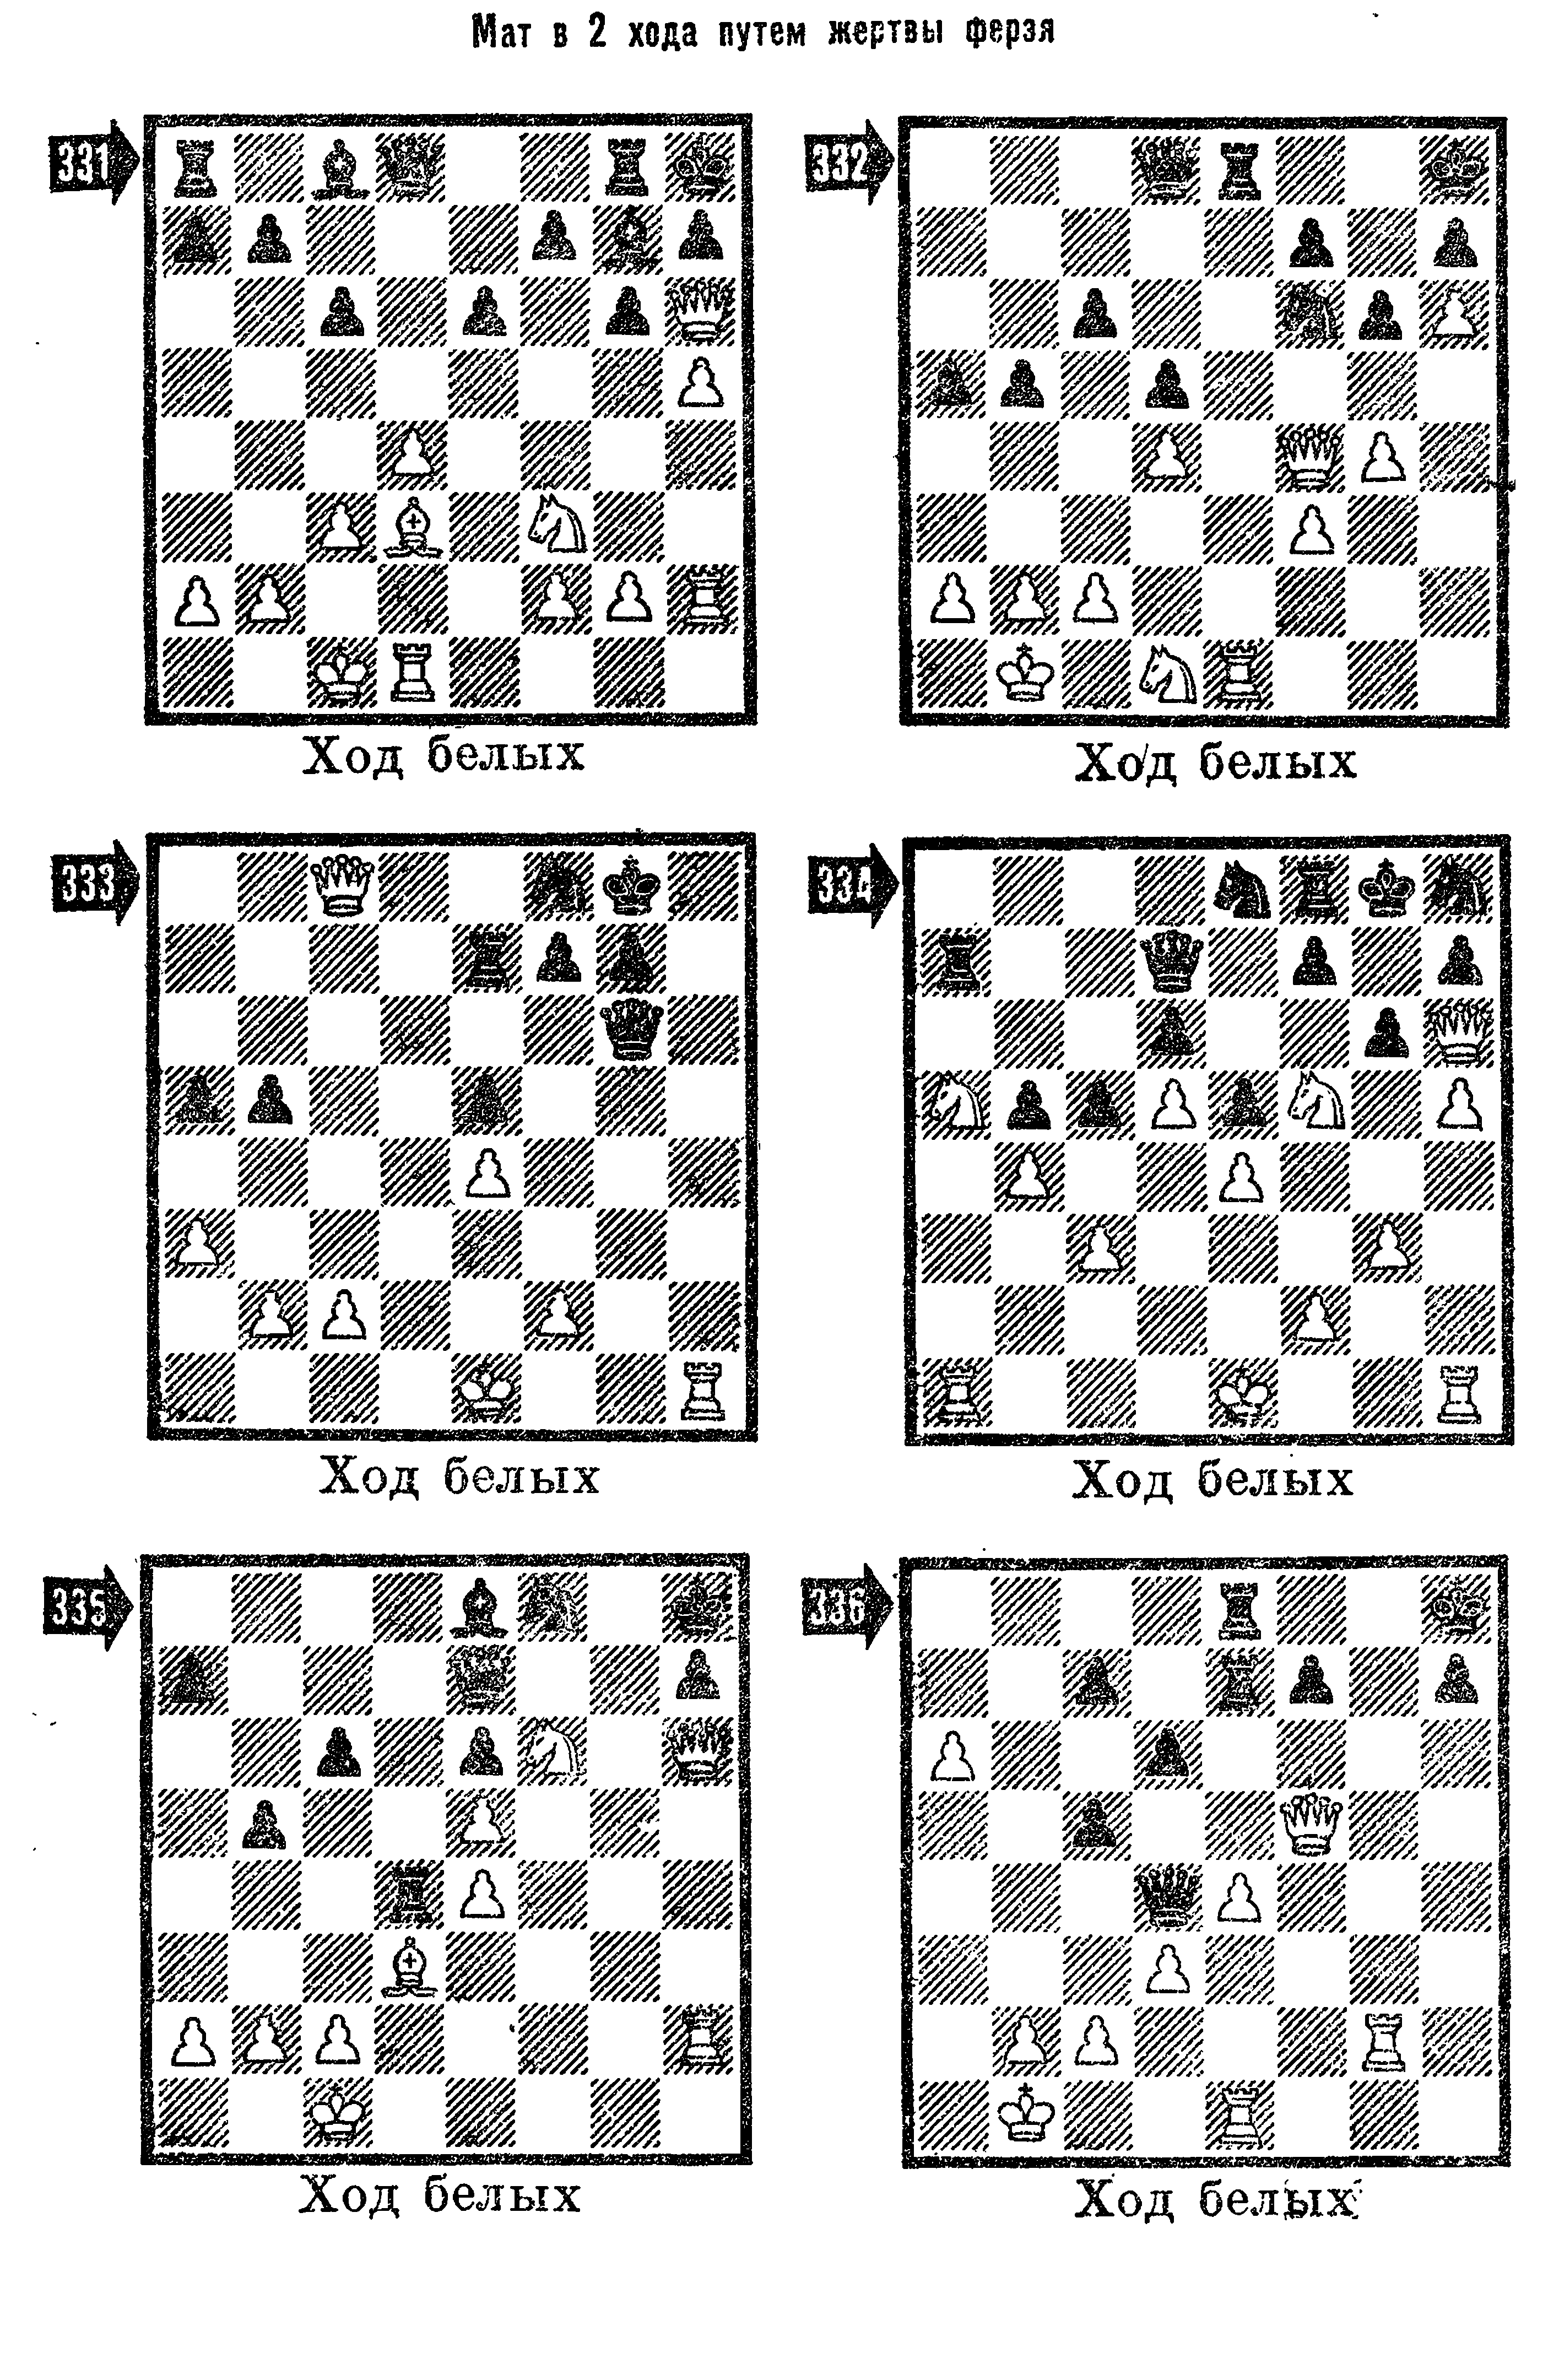 Мат в 2 хода путем жертвы ферзя
331
332
Ход белых
Ход белых
333
334
Ход белых
Ход белых
335
336
Ход белых
Ход белых